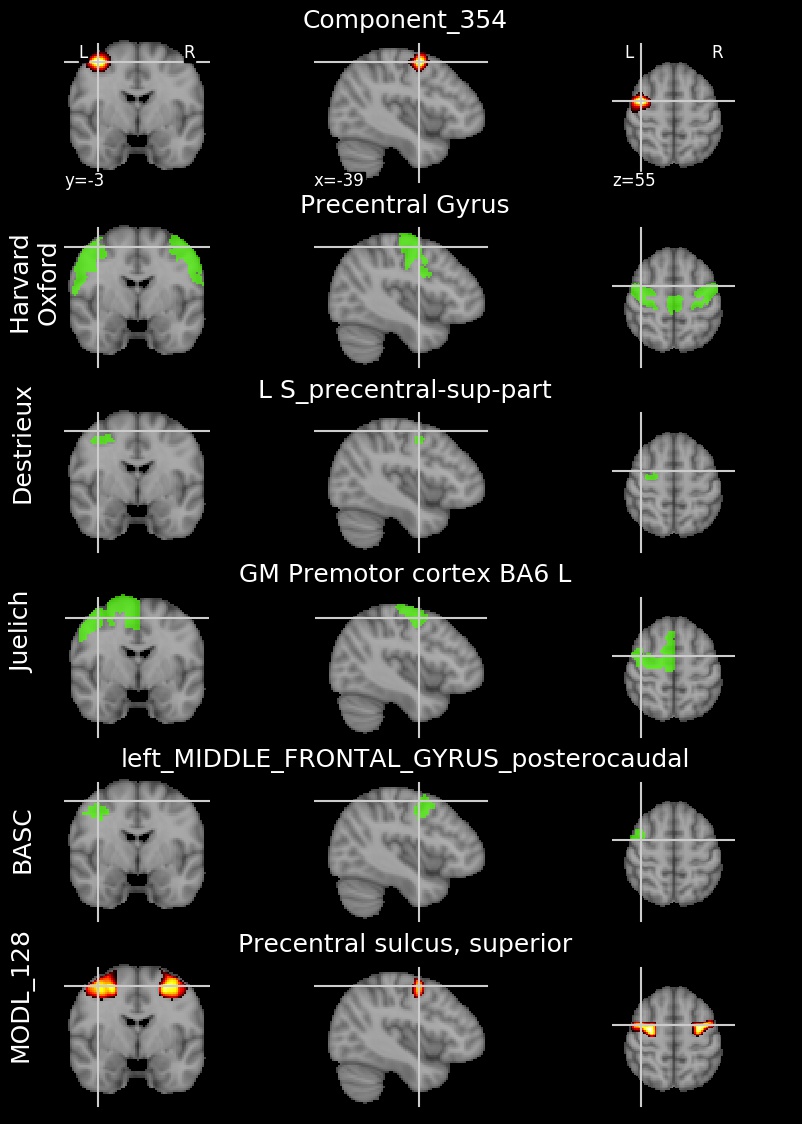 Component_354
L R
L R
y=-3
x=-39
z=55
Precentral Gyrus
Harvard
Oxford
L S_precentral-sup-part
Destrieux
GM Premotor cortex BA6 L
Juelich
left_MIDDLE_FRONTAL_GYRUS_posterocaudal
BASC
Precentral sulcus, superior
MODL_128